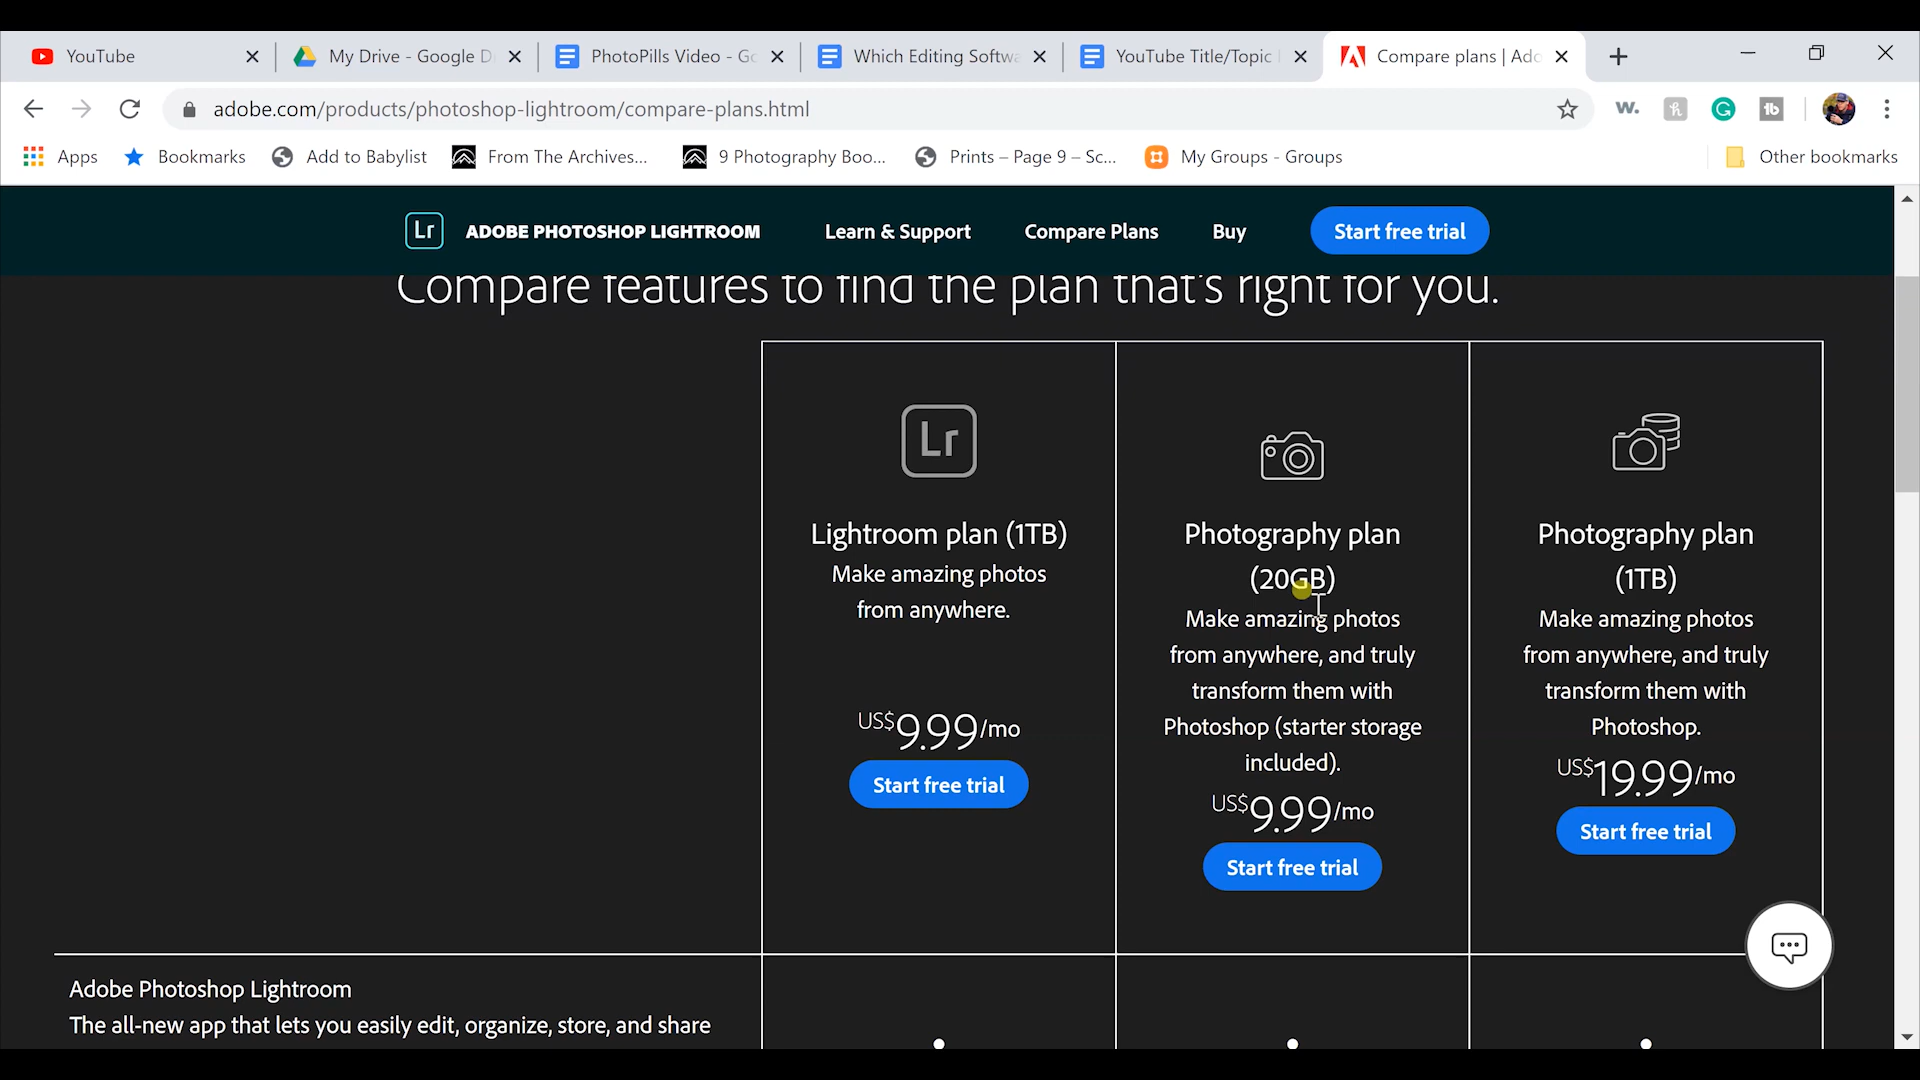 YouTube
My Drive - Google D
PhotoPills Video - Go
Which Editing Softwa
YouTube Title/Topic
Compare plans | Ado
adobe.com/products/photoshop-lightroom/compare-plans.html
w.
h
G
tb
Apps
Bookmarks
Add to Babylist
From The Archives...
9 Photography Boo...
Prints – Page 9 – Sc...
My Groups - Groups
Other bookmarks
Lr
ADOBE PHOTOSHOP LIGHTROOM
Learn & Support
Compare Plans
Buy
Start free trial
Compare features to find the plan that's right for you.
Lr
Lightroom plan (1TB)
Make amazing photos
from anywhere.
US$9.99/mo
Start free trial
Photography plan
(20GB)
Make amazing photos
from anywhere, and truly
transform them with
Photoshop (starter storage
included).
US$9.99/mo
Start free trial
Photography plan
(1TB)
Make amazing photos
from anywhere, and truly
transform them with
Photoshop.
US$19.99/mo
Start free trial
Adobe Photoshop Lightroom
The all-new app that lets you easily edit, organize, store, and share